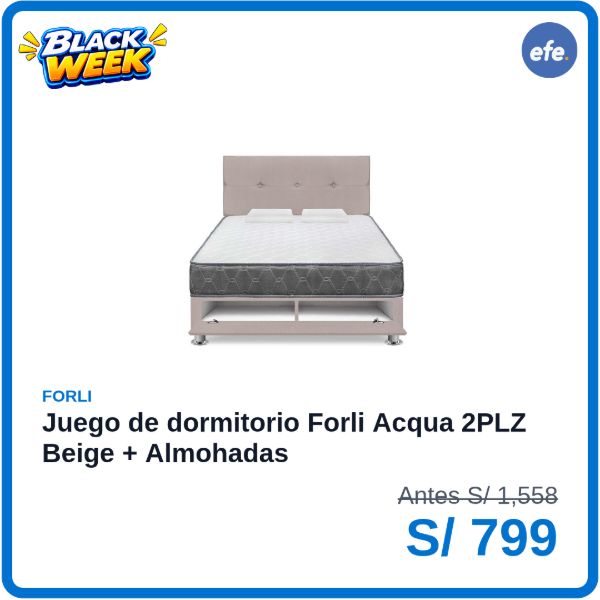 BLACK
WEEK
efe.
FORLI
Juego de dormitorio Forli Acqua 2PLZ
Beige + Almohadas
Antes S/ 1,558
S/ 799